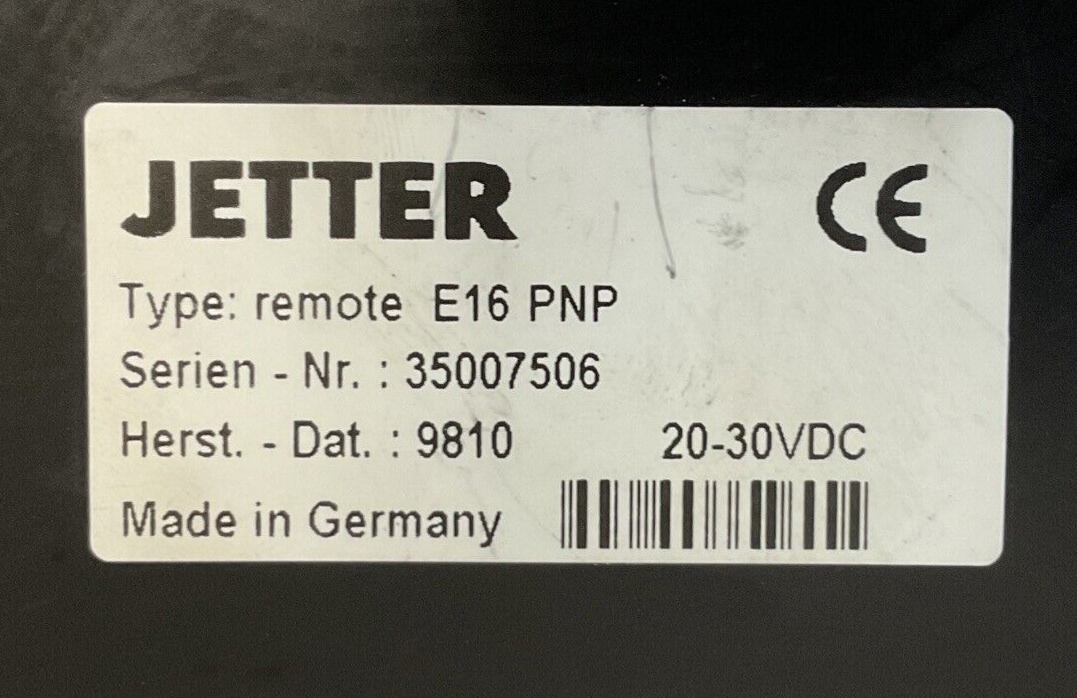 JETTER CE
Type: remote E16 PNP
Serien - Nr. : 35007506
Herst. - Dat. : 9810 20-30VDC
Made in Germany